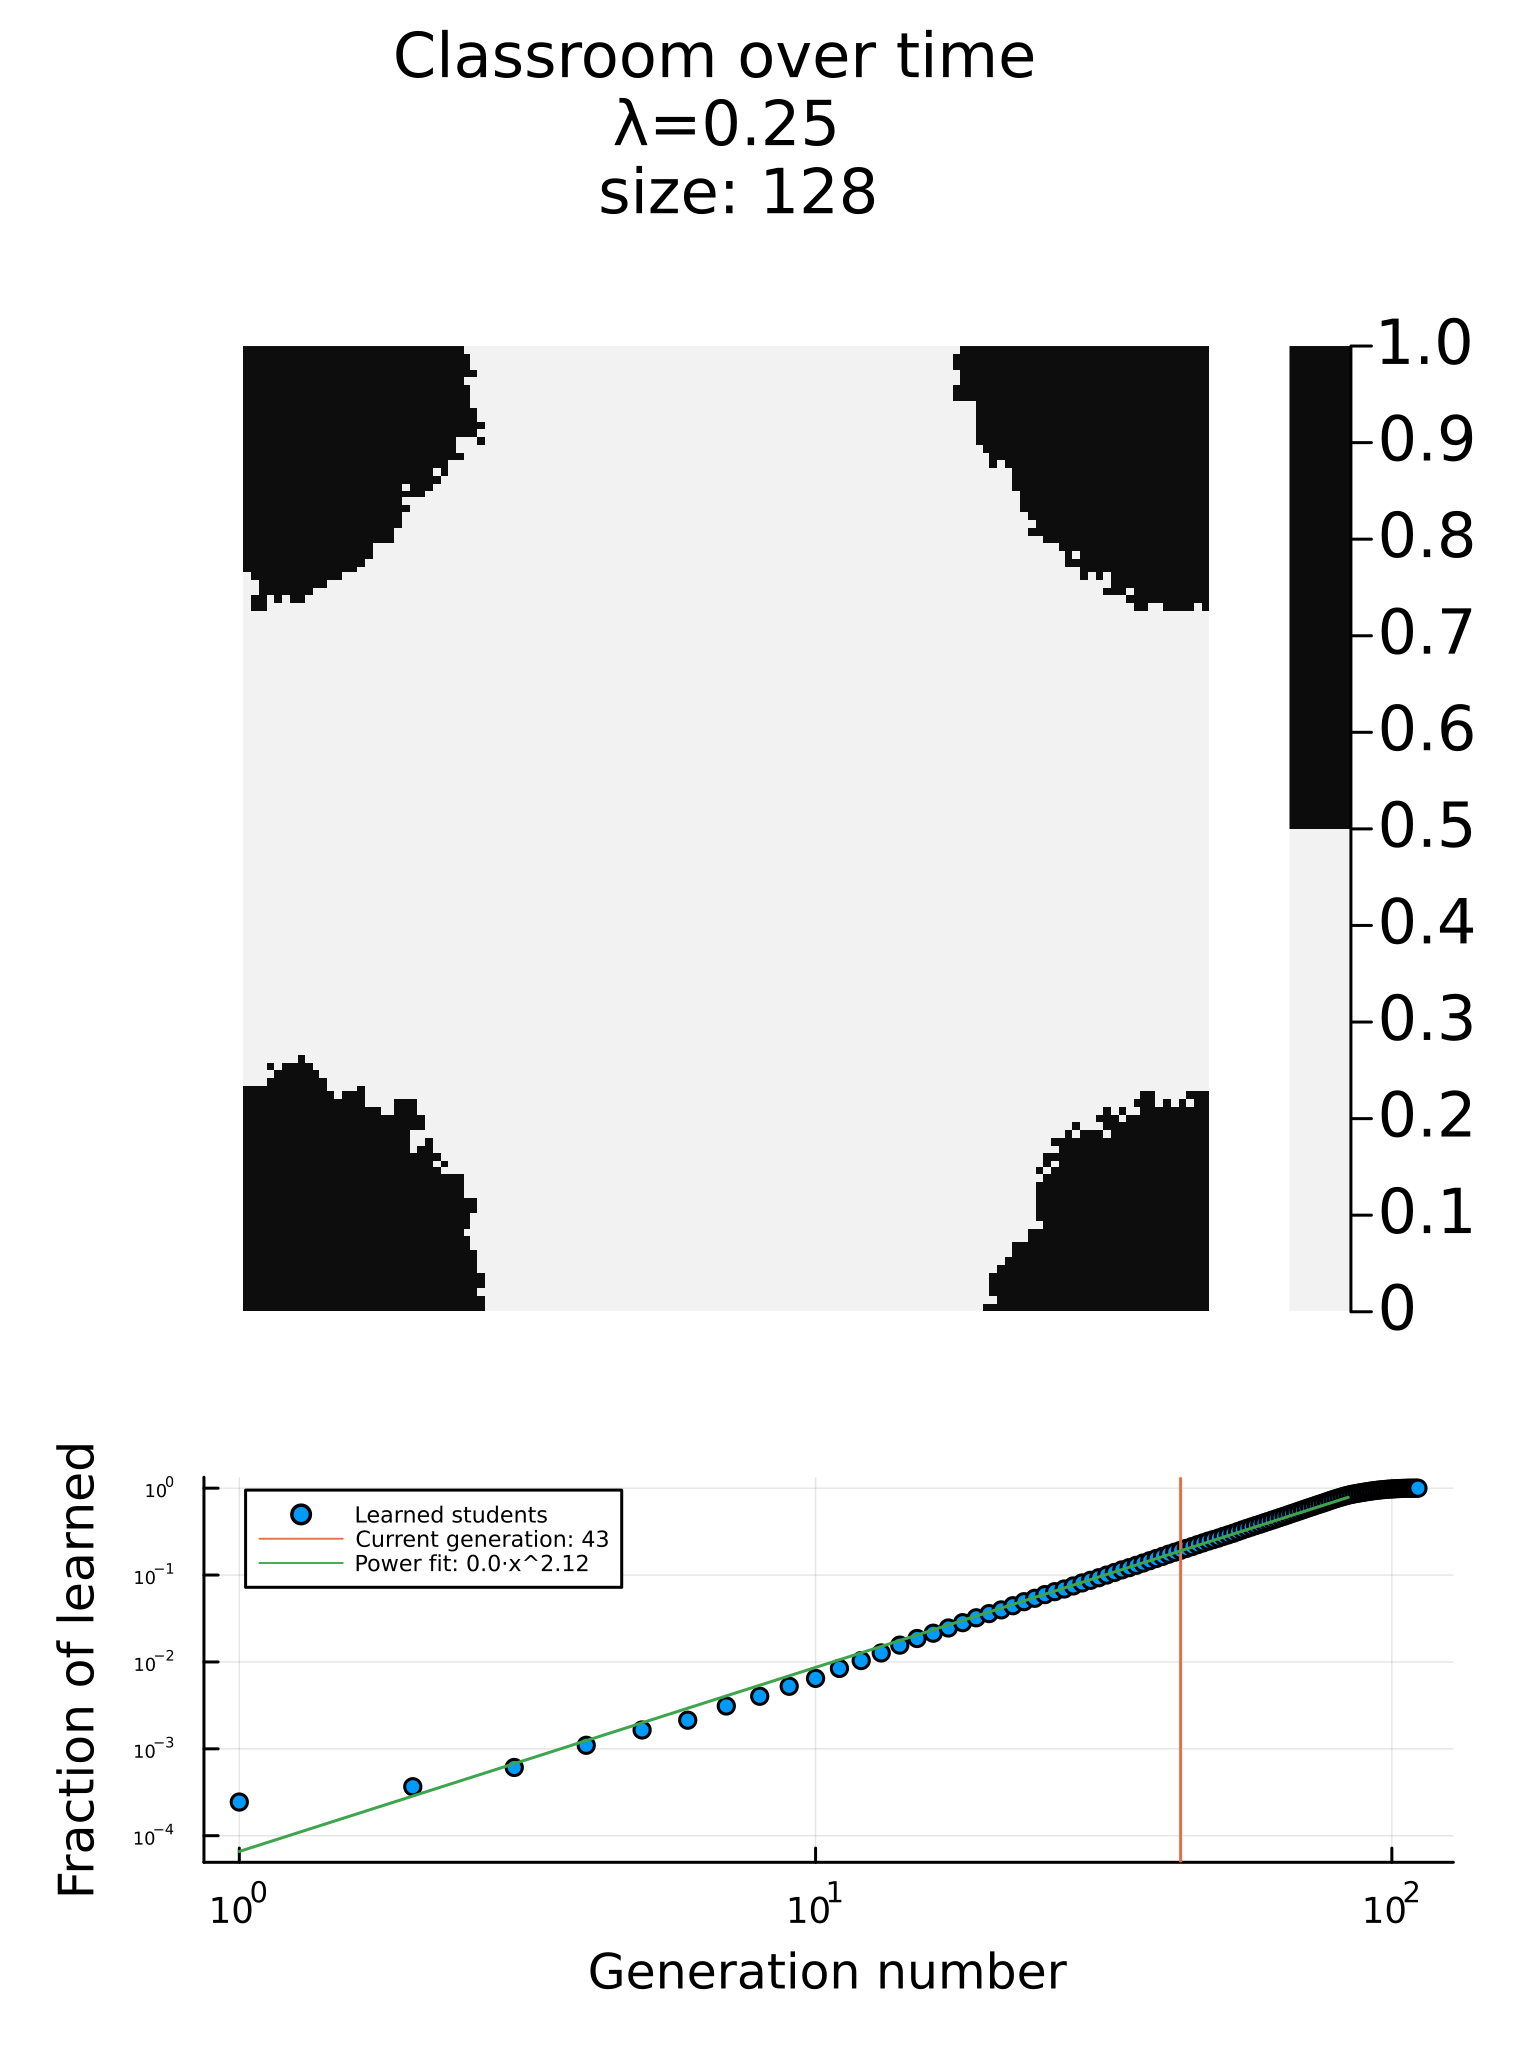 Classroom over time
λ=0.25
size: 128
1.0
0.9
0.8
0.7
0.6
0.5
0.4
0.3
0.2
0.1
0
Fraction of learned
10^0
10^-1
10^-2
10^-3
10^-4
Learned students
Current generation: 43
Power fit: 0.0·x^2.12
10^0
10^1
10^2
Generation number